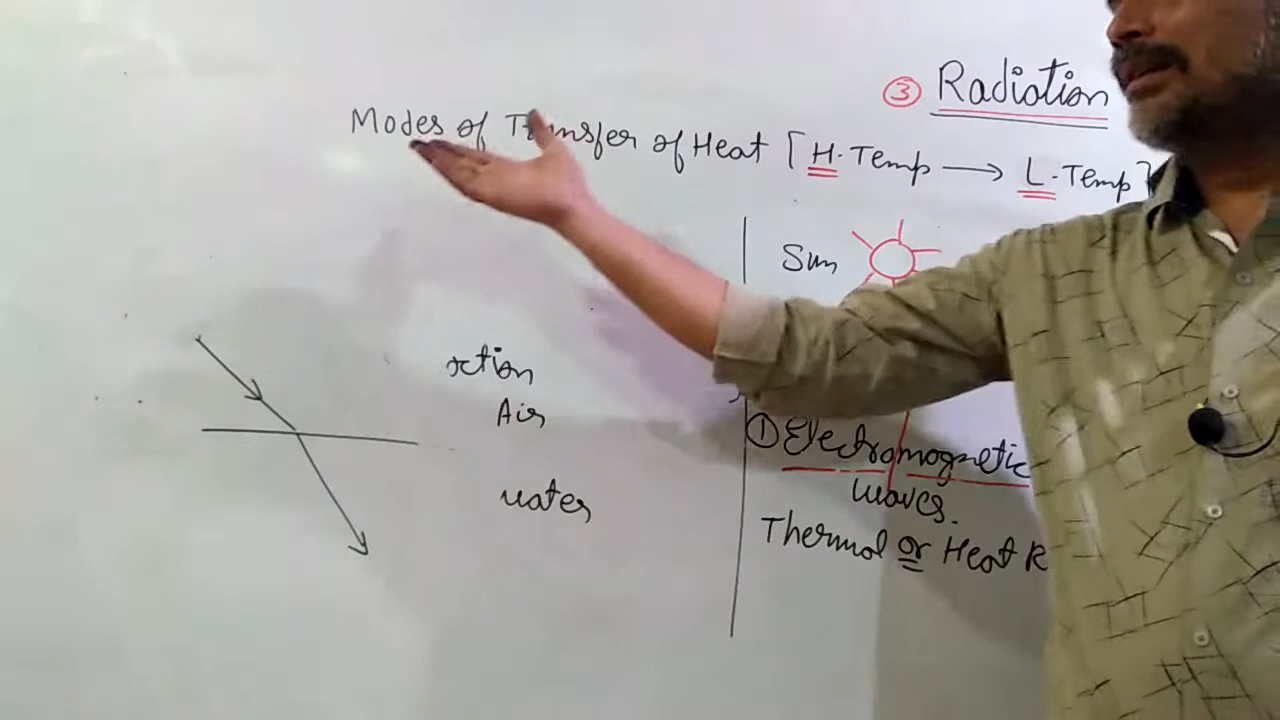 ③ Radiation
Modes of Transfer of Heat [H. Temp → L. Temp]
Sun
ction
Air
water
① Electromagnetic
waves.
Thermal or Heat R